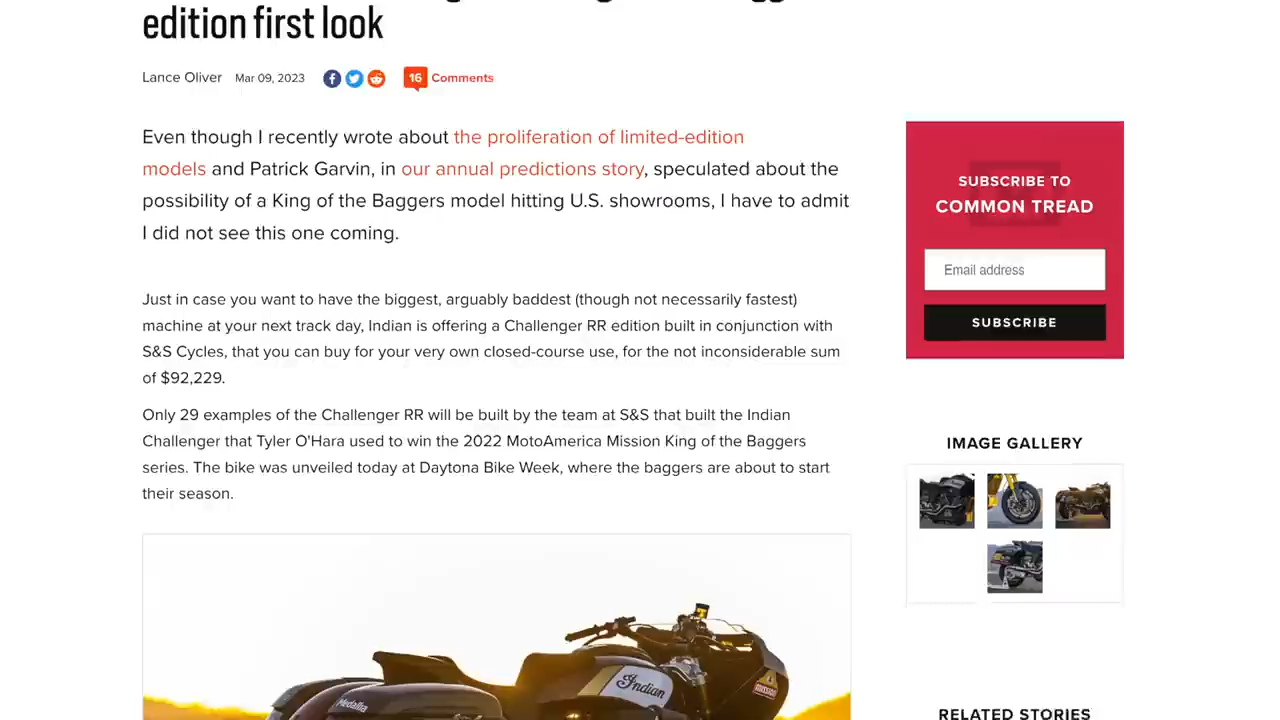 edition first look
Lance Oliver Mar 09, 2023 16 Comments
Even though I recently wrote about the proliferation of limited-edition
models and Patrick Garvin, in our annual predictions story, speculated about the
possibility of a King of the Baggers model hitting U.S. showrooms, I have to admit
I did not see this one coming.
Just in case you want to have the biggest, arguably baddest (though not necessarily fastest)
machine at your next track day, Indian is offering a Challenger RR edition built in conjunction with
S&S Cycles, that you can buy for your very own closed-course use, for the not inconsiderable sum
of $92,229.
Only 29 examples of the Challenger RR will be built by the team at S&S that built the Indian
Challenger that Tyler O'Hara used to win the 2022 MotoAmerica Mission King of the Baggers
series. The bike was unveiled today at Daytona Bike Week, where the baggers are about to start
their season.
Indian
Medallia
MISSION
SUBSCRIBE TO
COMMON TREAD
Email address
SUBSCRIBE
IMAGE GALLERY
RELATED STORIES